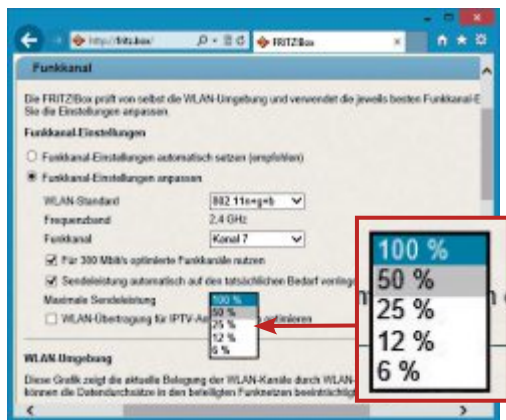 http://fritz.box/
FRITZ!Box
Funkkanal
Die FRITZ!Box prüft von selbst die WLAN-Umgebung und verwendet die jeweils besten Funkkanal-E
Sie die Einstellungen anpassen.
Funkkanal-Einstellungen
Funkkanal-Einstellungen automatisch setzen (empfohlen)
Funkkanal-Einstellungen anpassen
WLAN-Standard 802.11n+g+b
Frequenzband 2,4 GHz
Funkkanal Kanal 7
Für 300 Mbit/s optimierte Funkkanäle nutzen
Sendeleistung automatisch auf den tatsächlichen Bedarf verring
Maximale Sendeleistung 100 %
50 %
25 %
12 %
6 %
WLAN-Übertragung für IPTV-An optimieren
100 %
50 %
25 %
12 %
6 %
WLAN-Umgebung
Diese Grafik zeigt die aktuelle Belegung der WLAN-Kanäle durch WLAN-
können die Datendurchsätze in den beteiligten Funknetzen beeinträchtig